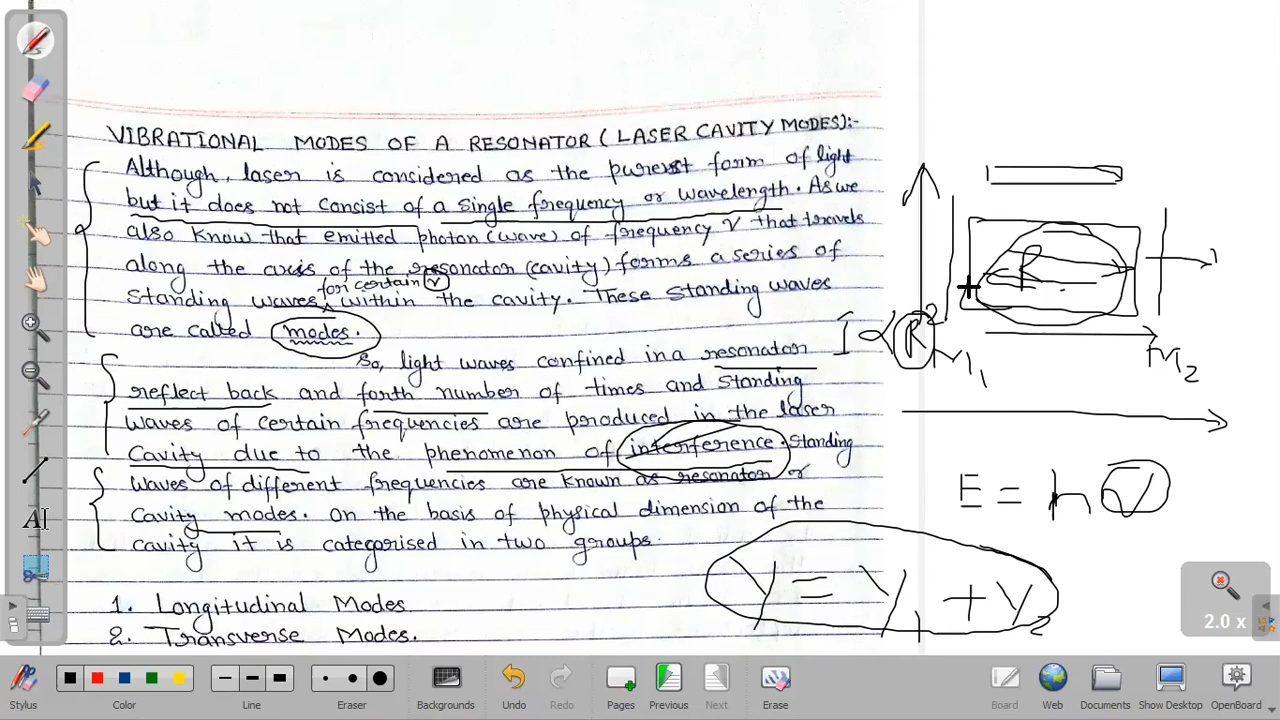 VIBRATIONAL MODES OF A RESONATOR (LASER CAVITY MODES):-
Although, laser is considered as the purest form of light
but it does not consist of a single frequency or wavelength. As we
also know that emitted photon (wave) of frequency ν that travels
along the axis of the resonator (cavity) forms a series of
for certain ν
standing waves within the cavity. These standing waves
are called modes.
So, light waves confined in a resonator
reflect back and forth number of times and standing
waves of certain frequencies are produced in the laser
cavity due to the phenomenon of interference. Standing
waves of different frequencies are known as resonator or
cavity modes. On the basis of physical dimension of the
cavity it is categorised in two groups.
1. Longitudinal Modes.
2. Transverse Modes.
R
I ∝ R²
M1
M2
E = hν
Y = Y1 + Y2
2.0 x
Styles
Color
Line
Eraser
Backgrounds
Undo
Redo
Pages
Previous
Next
Erase
Board
Web
Documents
Show Desktop
OpenBoard